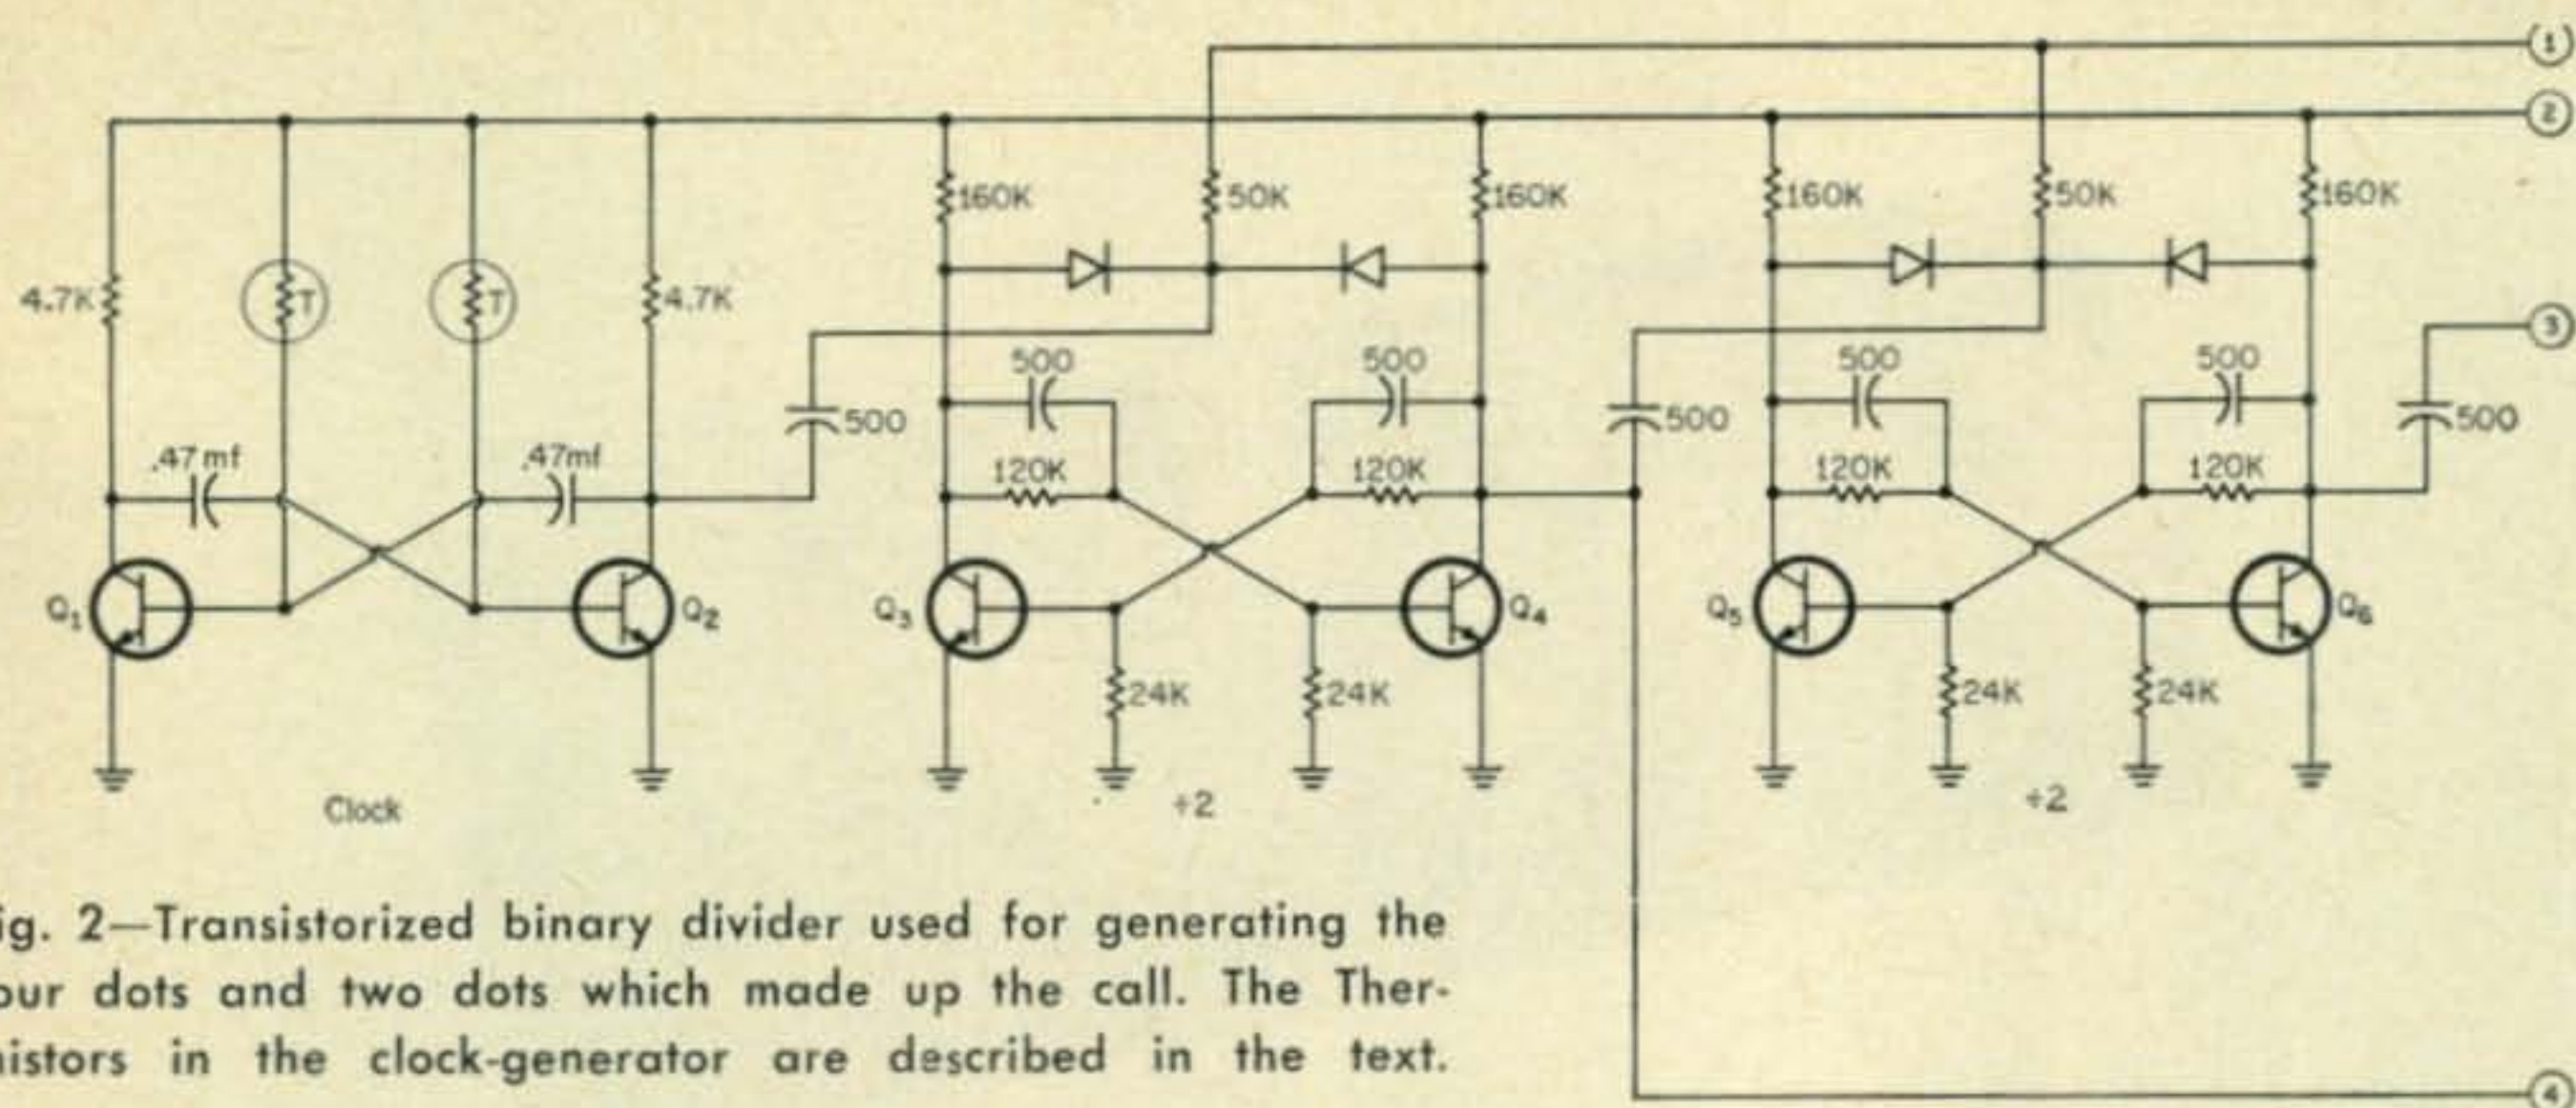 1
2
160K 50K 160K 160K 50K 160K
4.7K T T 4.7K
3
500 500 500 500
500 500 500
.47mf .47mf
120K 120K 120K 120K
Q1 Q2 Q3 Q4 Q5 Q6
24K 24K 24K 24K
Clock ÷2 ÷2
ig. 2—Transistorized binary divider used for generating the
our dots and two dots which made up the call. The Ther-
nistors in the clock-generator are described in the text.
4